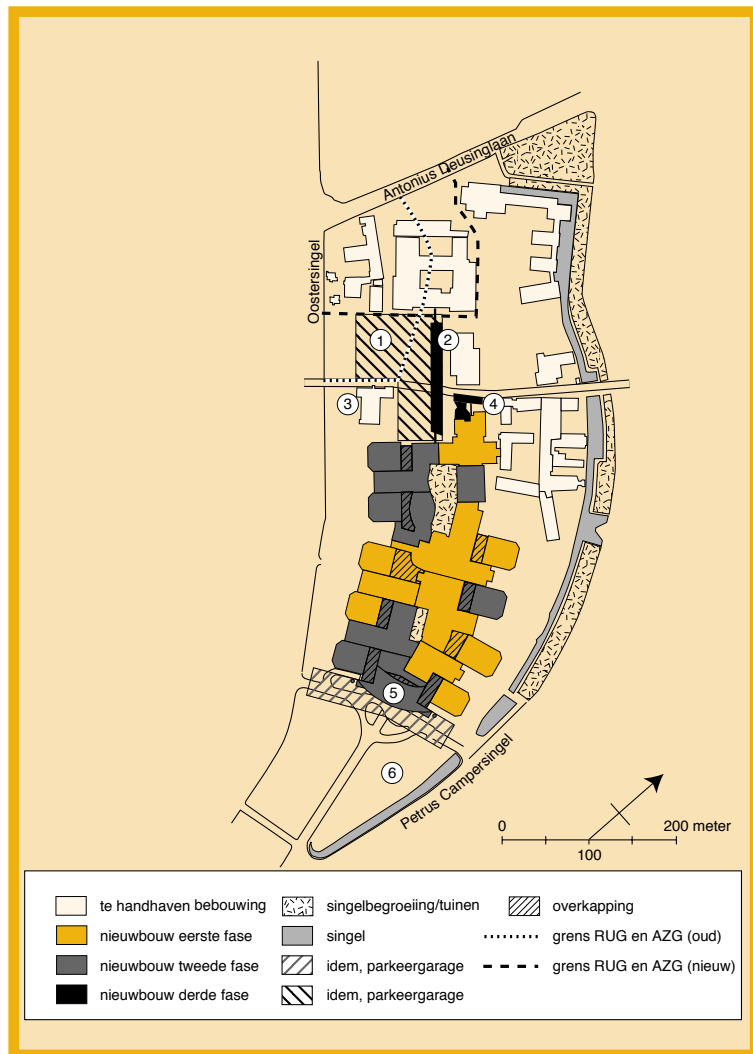 Antonius Deusinglaan
Oostersingel
1
2
3
4
5
6
Petrus Campersingel
0
200 meter
100
te handhaven bebouwing
nieuwbouw eerste fase
nieuwbouw tweede fase
nieuwbouw derde fase
singelbegroeiing/tuinen
singel
idem, parkeergarage
idem, parkeergarage
overkapping
grens RUG en AZG (oud)
grens RUG en AZG (nieuw)